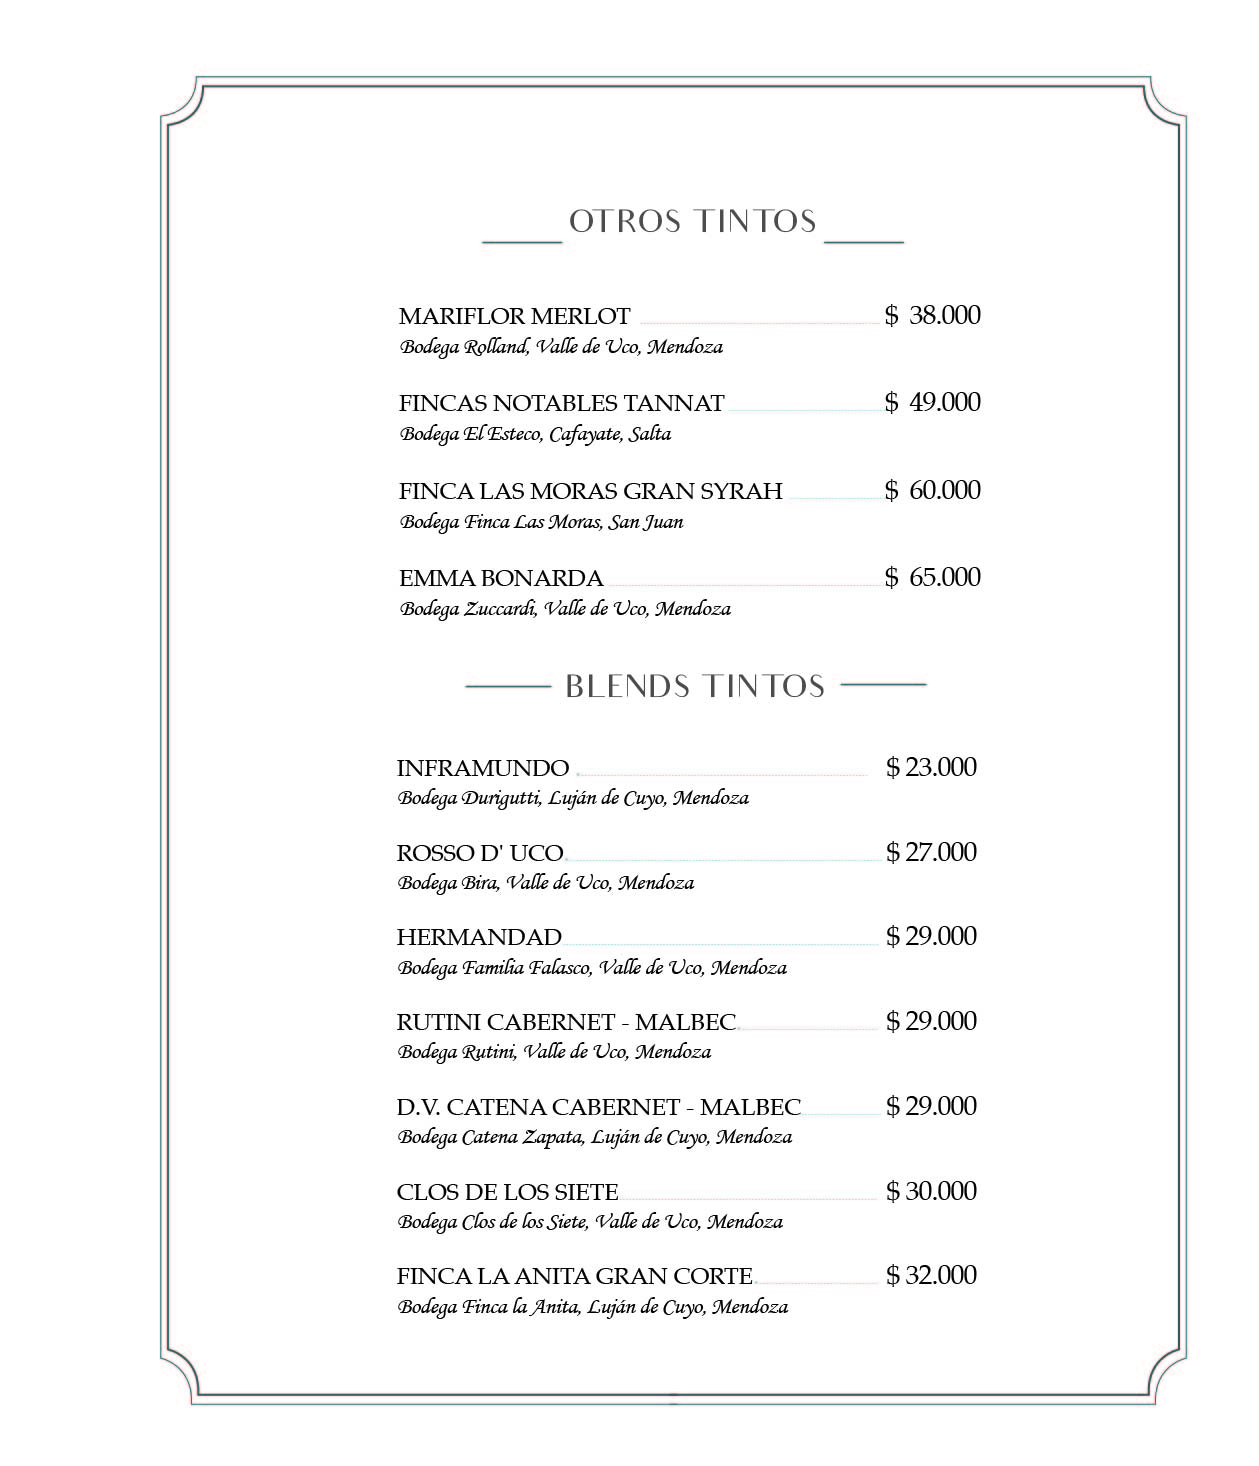 OTROS TINTOS
MARIFLOR MERLOT $ 38.000
Bodega Rolland, Valle de Uco, Mendoza
FINCAS NOTABLES TANNAT $ 49.000
Bodega El Esteco, Cafayate, Salta
FINCA LAS MORAS GRAN SYRAH $ 60.000
Bodega Finca Las Moras, San Juan
EMMA BONARDA $ 65.000
Bodega Zuccardi, Valle de Uco, Mendoza
BLENDS TINTOS
INFRAMUNDO $ 23.000
Bodega Durigutti, Luján de Cuyo, Mendoza
ROSSO D' UCO $ 27.000
Bodega Bira, Valle de Uco, Mendoza
HERMANDAD $ 29.000
Bodega Familia Falasco, Valle de Uco, Mendoza
RUTINI CABERNET - MALBEC $ 29.000
Bodega Rutini, Valle de Uco, Mendoza
D.V. CATENA CABERNET - MALBEC $ 29.000
Bodega Catena Zapata, Luján de Cuyo, Mendoza
CLOS DE LOS SIETE $ 30.000
Bodega Clos de los Siete, Valle de Uco, Mendoza
FINCA LA ANITA GRAN CORTE $ 32.000
Bodega Finca la Anita, Luján de Cuyo, Mendoza